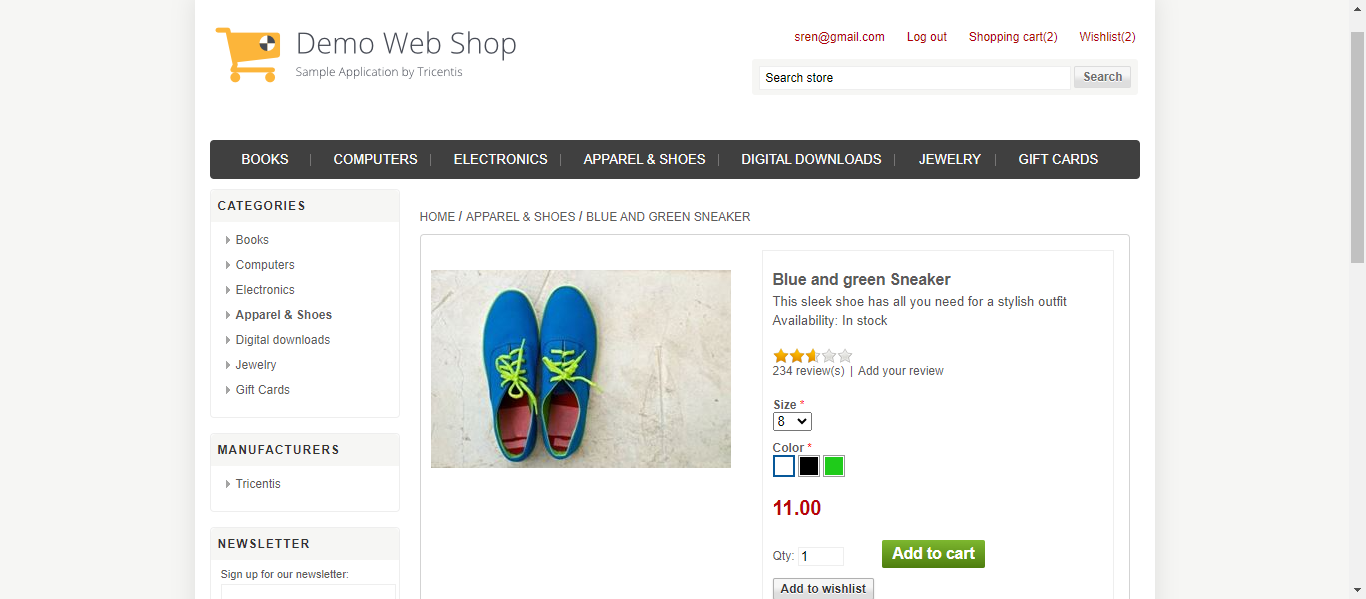 Demo Web Shop
Sample Application by Tricentis
sren@gmail.com Log out Shopping cart(2) Wishlist(2)
Search store Search
BOOKS COMPUTERS ELECTRONICS APPAREL & SHOES DIGITAL DOWNLOADS JEWELRY GIFT CARDS
CATEGORIES
Books
Computers
Electronics
Apparel & Shoes
Digital downloads
Jewelry
Gift Cards
MANUFACTURERS
Tricentis
NEWSLETTER
Sign up for our newsletter:
HOME / APPAREL & SHOES / BLUE AND GREEN SNEAKER
Blue and green Sneaker
This sleek shoe has all you need for a stylish outfit
Availability: In stock
234 review(s) | Add your review
Size *
8
Color *
11.00
Qty: 1 Add to cart
Add to wishlist